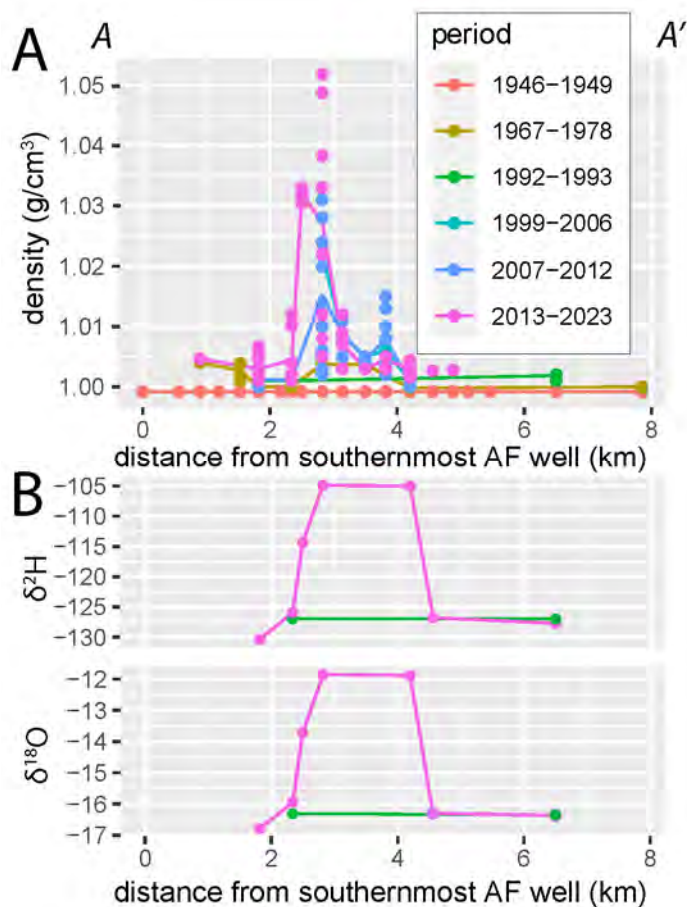 A
A
A′
period
1946−1949
1967−1978
1992−1993
1999−2006
2007−2012
2013−2023
density (g/cm³)
1.05
1.04
1.03
1.02
1.01
1.00
0 2 4 6 8
distance from southernmost AF well (km)
B
δ²H
−105
−110
−115
−120
−125
−130
δ¹⁸O
−12
−13
−14
−15
−16
−17
0 2 4 6 8
distance from southernmost AF well (km)